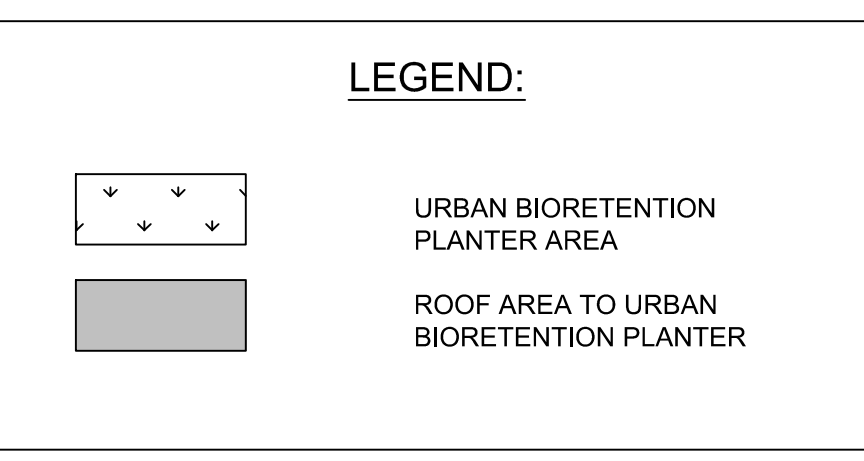 LEGEND:
URBAN BIORETENTION
PLANTER AREA
ROOF AREA TO URBAN
BIORETENTION PLANTER